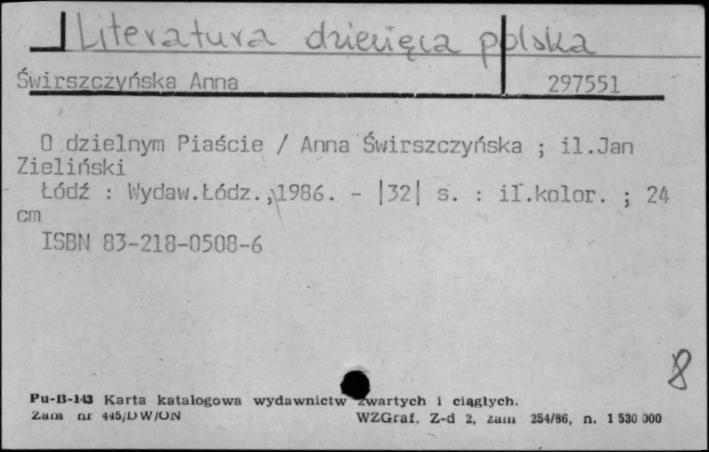 Literatura dziecięca polska
Świrszczyńska Anna 297551
O dzielnym Piaście / Anna Świrszczyńska ; il.Jan
Zieliński
Łódź : Wydaw.Łódz., 1986. - |32| s. : il.kolor. ; 24
cm
ISBN 83-218-0508-6
8
Pu-B-143 Karta katalogowa wydawnictw zwartych i ciągłych.
Zam nr 445/DW/ON WZGraf. Z-d 2, zam 254/86, n. 1 530 000